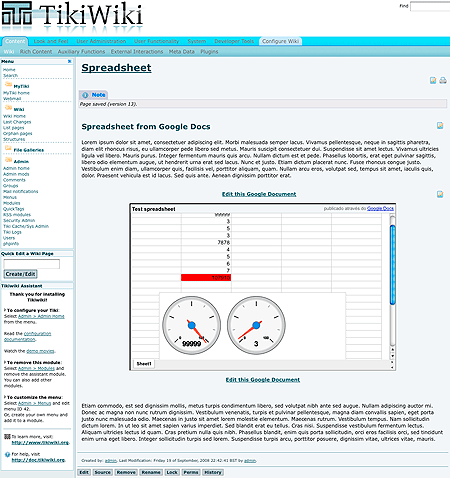 TikiWiki
Find
Content Look and Feel User Administration User Functionality System Developer Tools Configure Wiki
Wiki Rich Content Auxiliary Functions External Interactions Meta Data Plugins
Menu
Home
Search
MyTiki
MyTiki home
Webmail
Wiki
Wiki Home
Last Changes
List pages
Orphan pages
Structures
File Galleries
Admin
Admin home
Admin mods
Comments
Groups
Mail notifications
Menus
Modules
QuickTags
RSS modules
Security Admin
Tiki Cache/Sys Admin
Tiki Logs
Users
phpinfo
Quick Edit a Wiki Page
Create/Edit
TikiWiki Assistant
Thank you for installing
TikiWiki!
To configure your Tiki:
Select Admin > Admin home
from the menu.
Read the configuration
documentation.
Watch the demo movies.
To remove this module:
Select Admin > Modules and
remove the assistant module.
You can also add other
modules.
To customize the menu:
Select Admin > Menus and edit
menu ID 42.
Or, create your own menu and
add it to a module.
To learn more, visit:
http://www.tikiwiki.org.
For help, visit
http://doc.tikiwiki.org.
Spreadsheet
Note
Page saved (version 13).
Spreadsheet from Google Docs
Lorem ipsum dolor sit amet, consectetuer adipiscing elit. Morbi malesuada semper lacus. Vivamus pellentesque, neque in sagittis pharetra,
diam elit rhoncus risus, eu ullamcorper pede libero sed metus. Mauris suscipit consectetuer dui. Suspendisse sit amet lectus. Vivamus ultricies
ligula vel libero. Mauris purus. Integer fermentum mauris quis arcu. Nullam dictum est et pede. Phasellus lobortis, erat eget pulvinar sagittis,
libero odio elementum augue, ut hendrerit urna erat sed lacus. Nunc et justo. Etiam dictum placerat nunc. Fusce rhoncus congue justo.
Vestibulum enim diam, ullamcorper quis, facilisis vel, porttitor aliquam, quam. Nullam arcu eros, volutpat sed, tempus sit amet, iaculis quis,
dolor. Praesent vehicula est id lacus. Sed quis ante. Aenean dignissim porttitor erat.
Edit this Google Document
Test spreadsheet publicado através do Google Docs
99999
3
5
3
7878
4
5
6
7
99999
3
Sheet1
Edit this Google Document
Etiam commodo, est sed dignissim mollis, metus turpis condimentum libero, sed volutpat nibh ante sed augue. Nullam adipiscing auctor mi.
Donec ac magna non nunc rutrum dignissim. Vestibulum venenatis, turpis et pulvinar pellentesque, magna diam convallis sapien, eget porta
justo nunc malesuada odio. Maecenas in justo sit amet lorem molestie elementum. Maecenas rutrum. Vestibulum tempus. Nam sollicitudin
dictum lorem. In ut leo sit amet sapien varius imperdiet. Sed blandit erat eu tellus. Cras nisi. Suspendisse vestibulum fermentum lectus.
Aliquam ultricies lectus id quam. Cras pretium nulla quis nibh. Phasellus blandit, enim quis porta sollicitudin, orci eros facilisis orci, sed tincidunt
enim urna eget libero. Integer sollicitudin turpis sed lorem. Suspendisse turpis arcu, porttitor posuere, dignissim vitae, ultrices vitae, mauris.
Created by: admin. Last Modification: Friday 19 of September, 2008 22:42:41 BST by admin.
Edit Source Remove Rename Lock Perms History